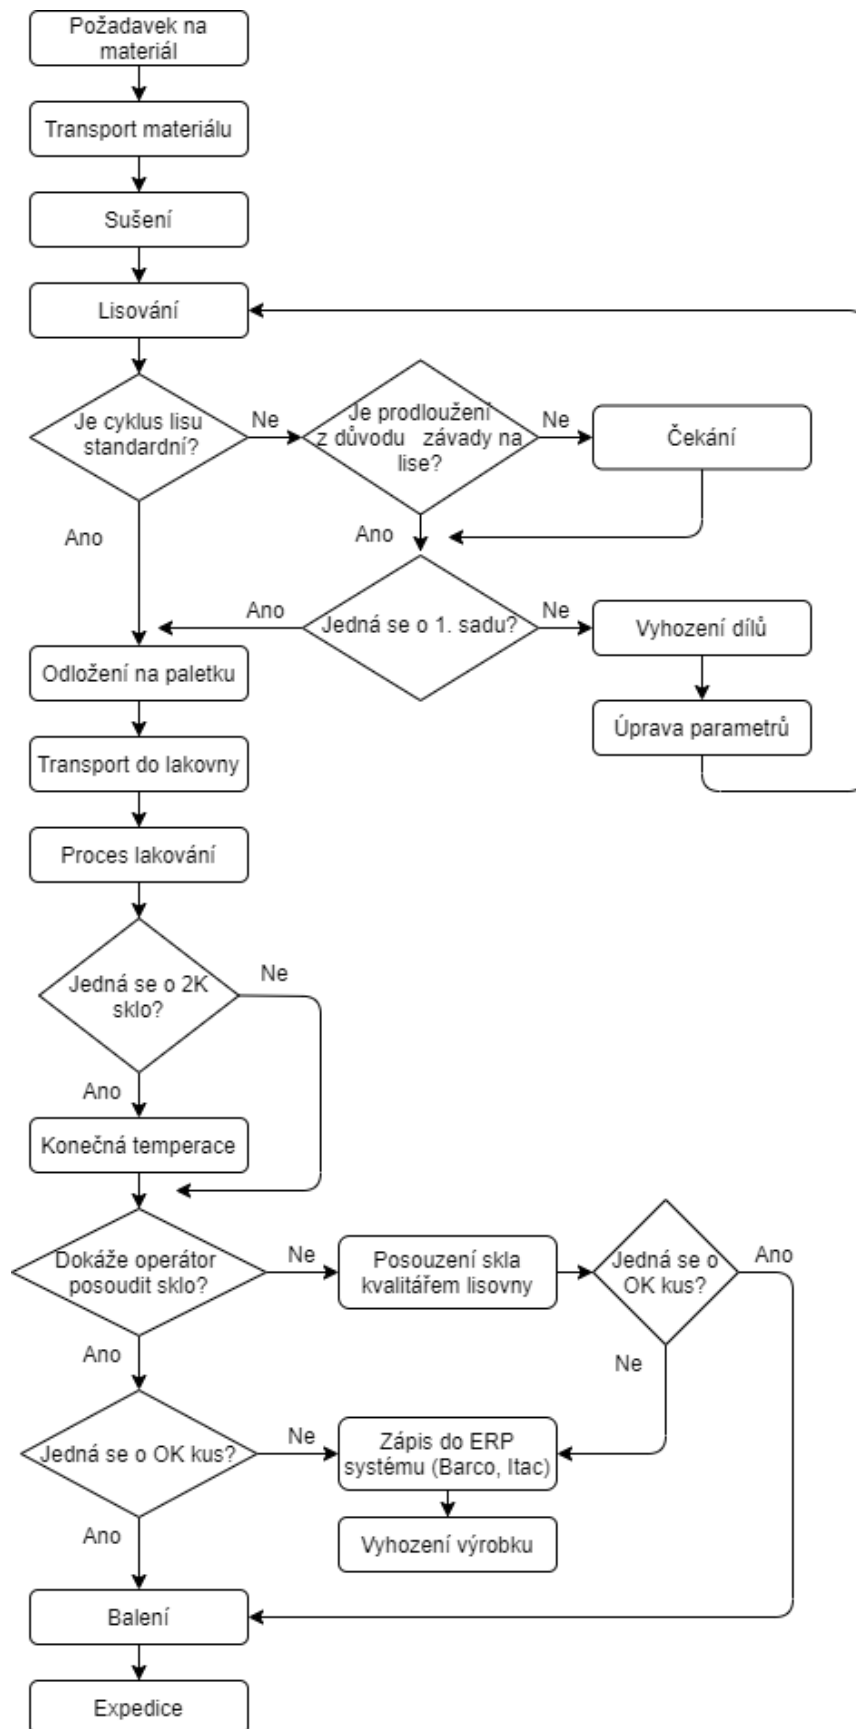 Požadavek na
materiál
Transport materiálu
Sušení
Lisování
Je cyklus lisu
standardní?
Ne
Je prodloužení
z důvodu závady na
lise?
Ne
Čekání
Ano
Ano
Ano
Jedná se o 1. sadu?
Ne
Vyhození dílů
Odložení na paletku
Úprava parametrů
Transport do lakovny
Proces lakování
Jedná se o 2K
sklo?
Ne
Ano
Konečná temperace
Dokáže operátor
posoudit sklo?
Ne
Posouzení skla
kvalitářem lisovny
Jedná se o
OK kus?
Ano
Ano
Ne
Jedná se o OK kus?
Ne
Zápis do ERP
systému (Barco, Itac)
Ano
Vyhození výrobku
Balení
Expedice